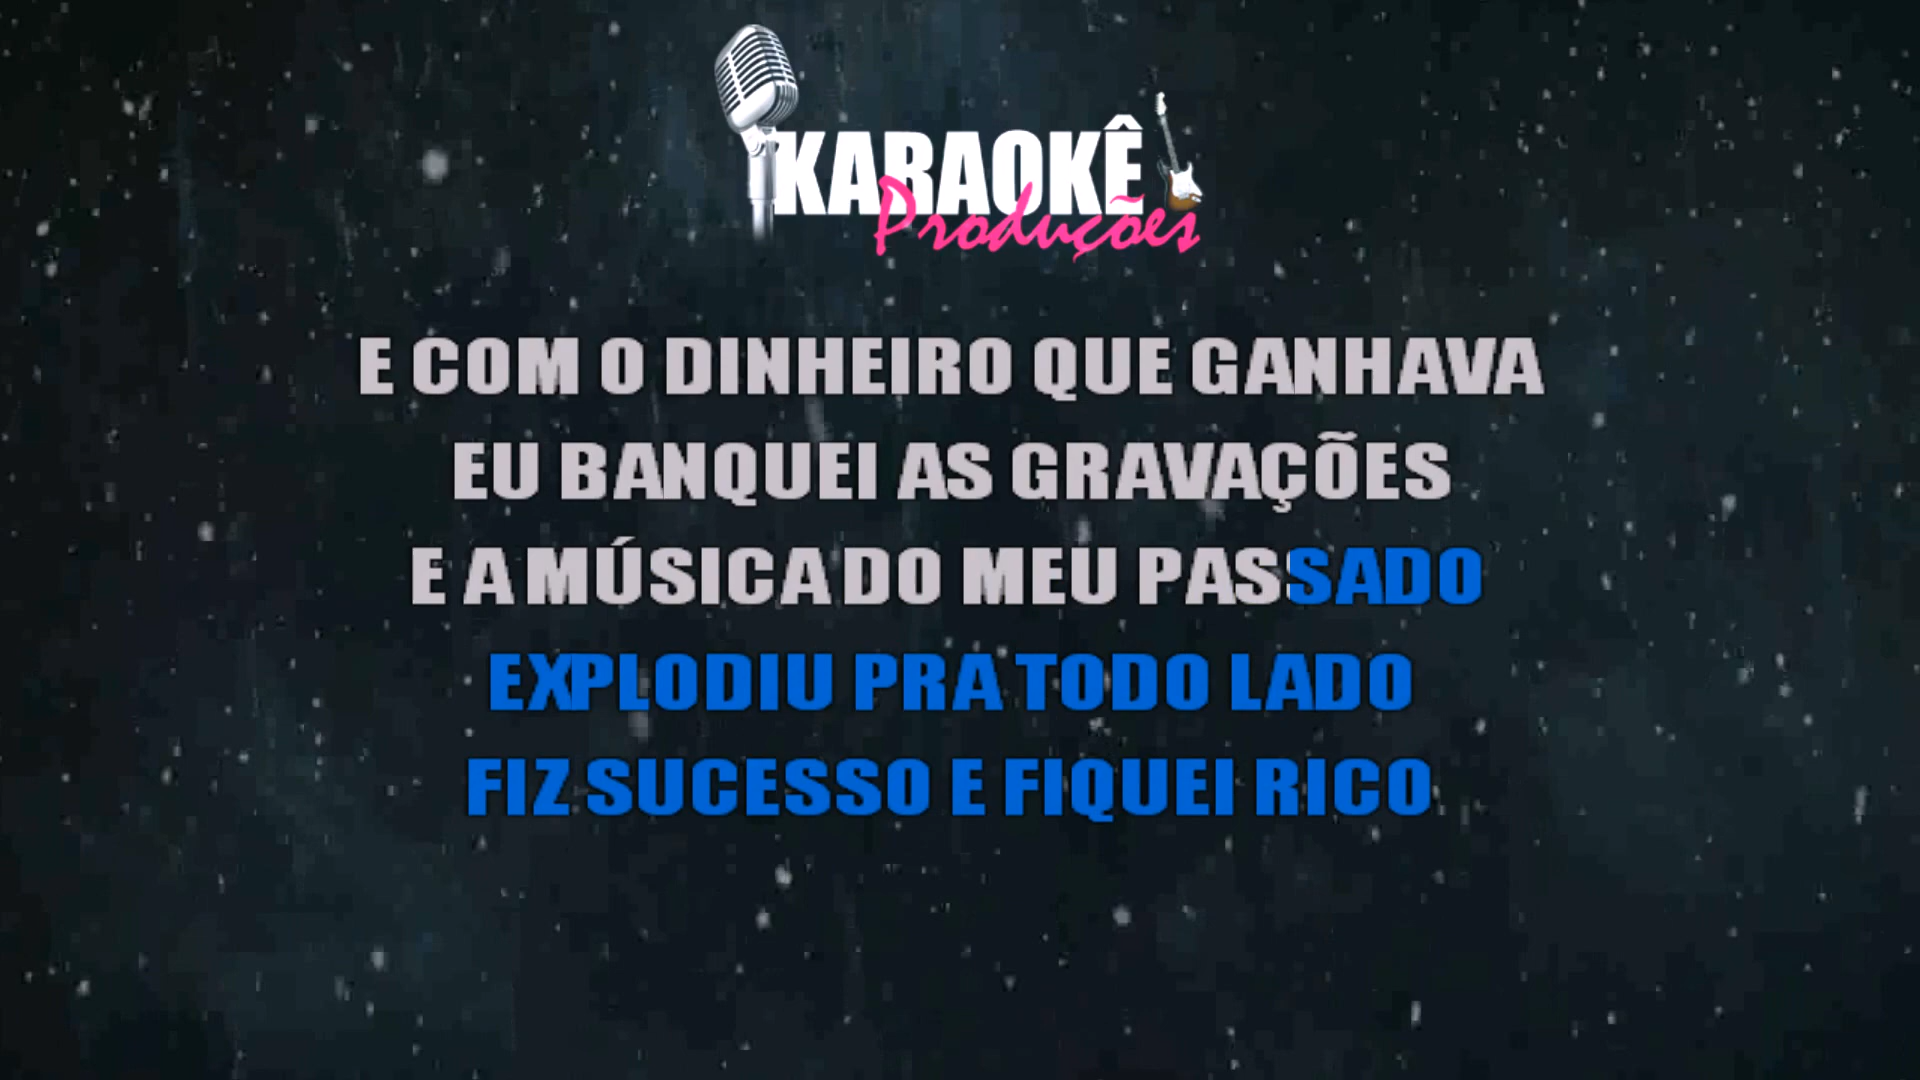 KARAOKÊ
Produções
E COM O DINHEIRO QUE GANHAVA
EU BANQUEI AS GRAVAÇÕES
E A MÚSICA DO MEU PASSADO
EXPLODIU PRA TODO LADO
FIZ SUCESSO E FIQUEI RICO